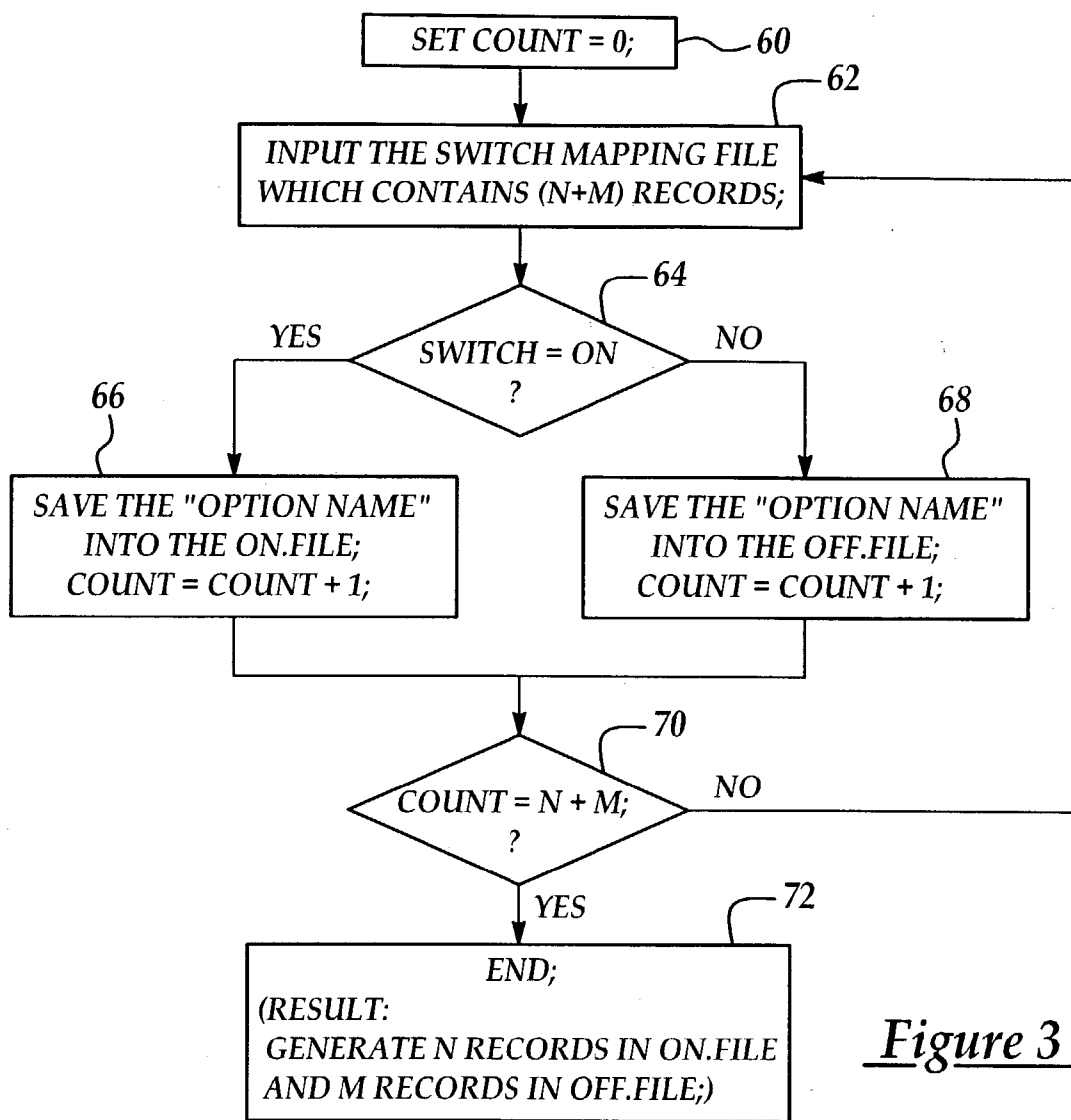 SET COUNT = 0;
60
62
INPUT THE SWITCH MAPPING FILE
WHICH CONTAINS (N+M) RECORDS;
64
YES
SWITCH = ON
?
NO
66
68
SAVE THE "OPTION NAME"
INTO THE ON.FILE;
COUNT = COUNT + 1;
SAVE THE "OPTION NAME"
INTO THE OFF.FILE;
COUNT = COUNT + 1;
70
COUNT = N + M;
?
NO
YES
72
END;
(RESULT:
GENERATE N RECORDS IN ON.FILE
AND M RECORDS IN OFF.FILE;)
Figure 3